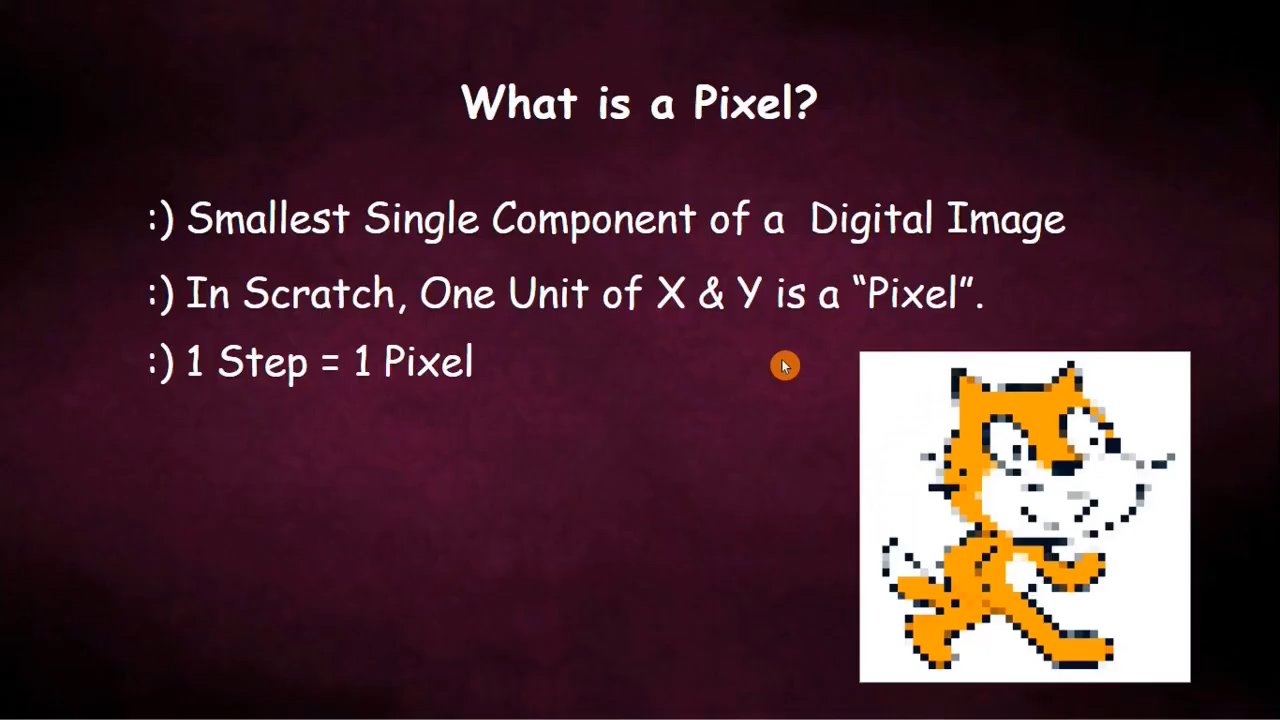 What is a Pixel?
:) Smallest Single Component of a Digital Image
:) In Scratch, One Unit of X & Y is a “Pixel”.
:) 1 Step = 1 Pixel